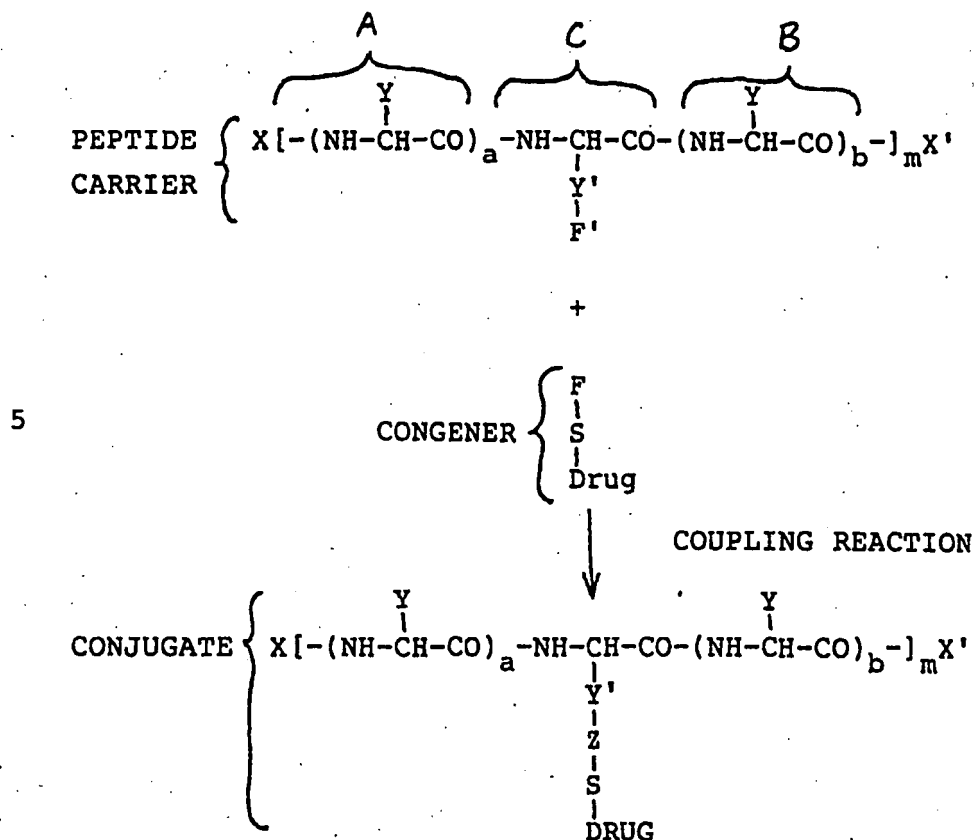 A C B
Y Y
PEPTIDE X[-(NH-CH-CO)a-NH-CH-CO-(NH-CH-CO)b-]mX'
CARRIER Y'
F'
+
F
5
CONGENER S
Drug
COUPLING REACTION
Y Y
CONJUGATE X[-(NH-CH-CO)a-NH-CH-CO-(NH-CH-CO)b-]mX'
Y'
Z
S
DRUG